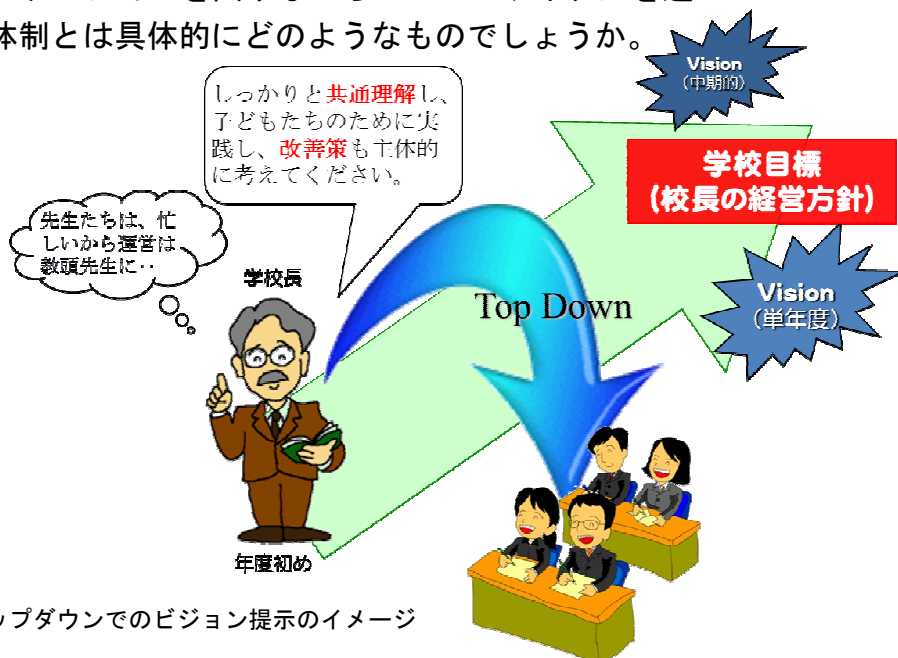 体制とは具体的にどのようなものでしょうか。
Vision
（中期的）
しっかりと共通理解し、
子どもたちのために実
践し、改善策も主体的
に考えてください。
学校目標
(校長の経営方針)
先生たちは、忙
しいから運営は
教頭先生に‥
学校長
Top Down
Vision
（単年度）
年度初め
ップダウンでのビジョン提示のイメージ